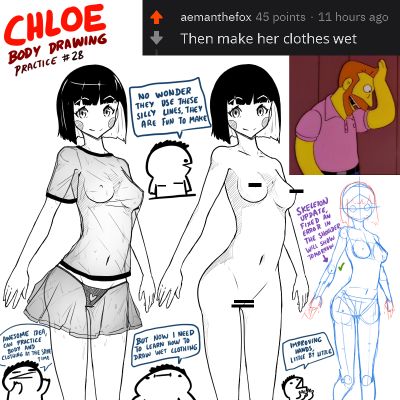 CHLOE
BODY DRAWING
PRACTICE #28
aemanthefox 45 points · 11 hours ago
Then make her clothes wet
NO WONDER
THEY USE THESE
SILLY LINES, THEY
ARE FUN TO MAKE
SKELETON
UPDATE,
FIXED AN
ERROR IN
THE SHOULDER
WILL SHOW
TOMORROW
AWESOME IDEA,
CAN PRACTICE
BODY AND
CLOTHING AT THE SAME
TIME
BUT NOW I NEED
TO LEARN HOW TO
DRAW WET CLOTHING
IMPROVING
HANDS,
LITTLE BY LITTLE